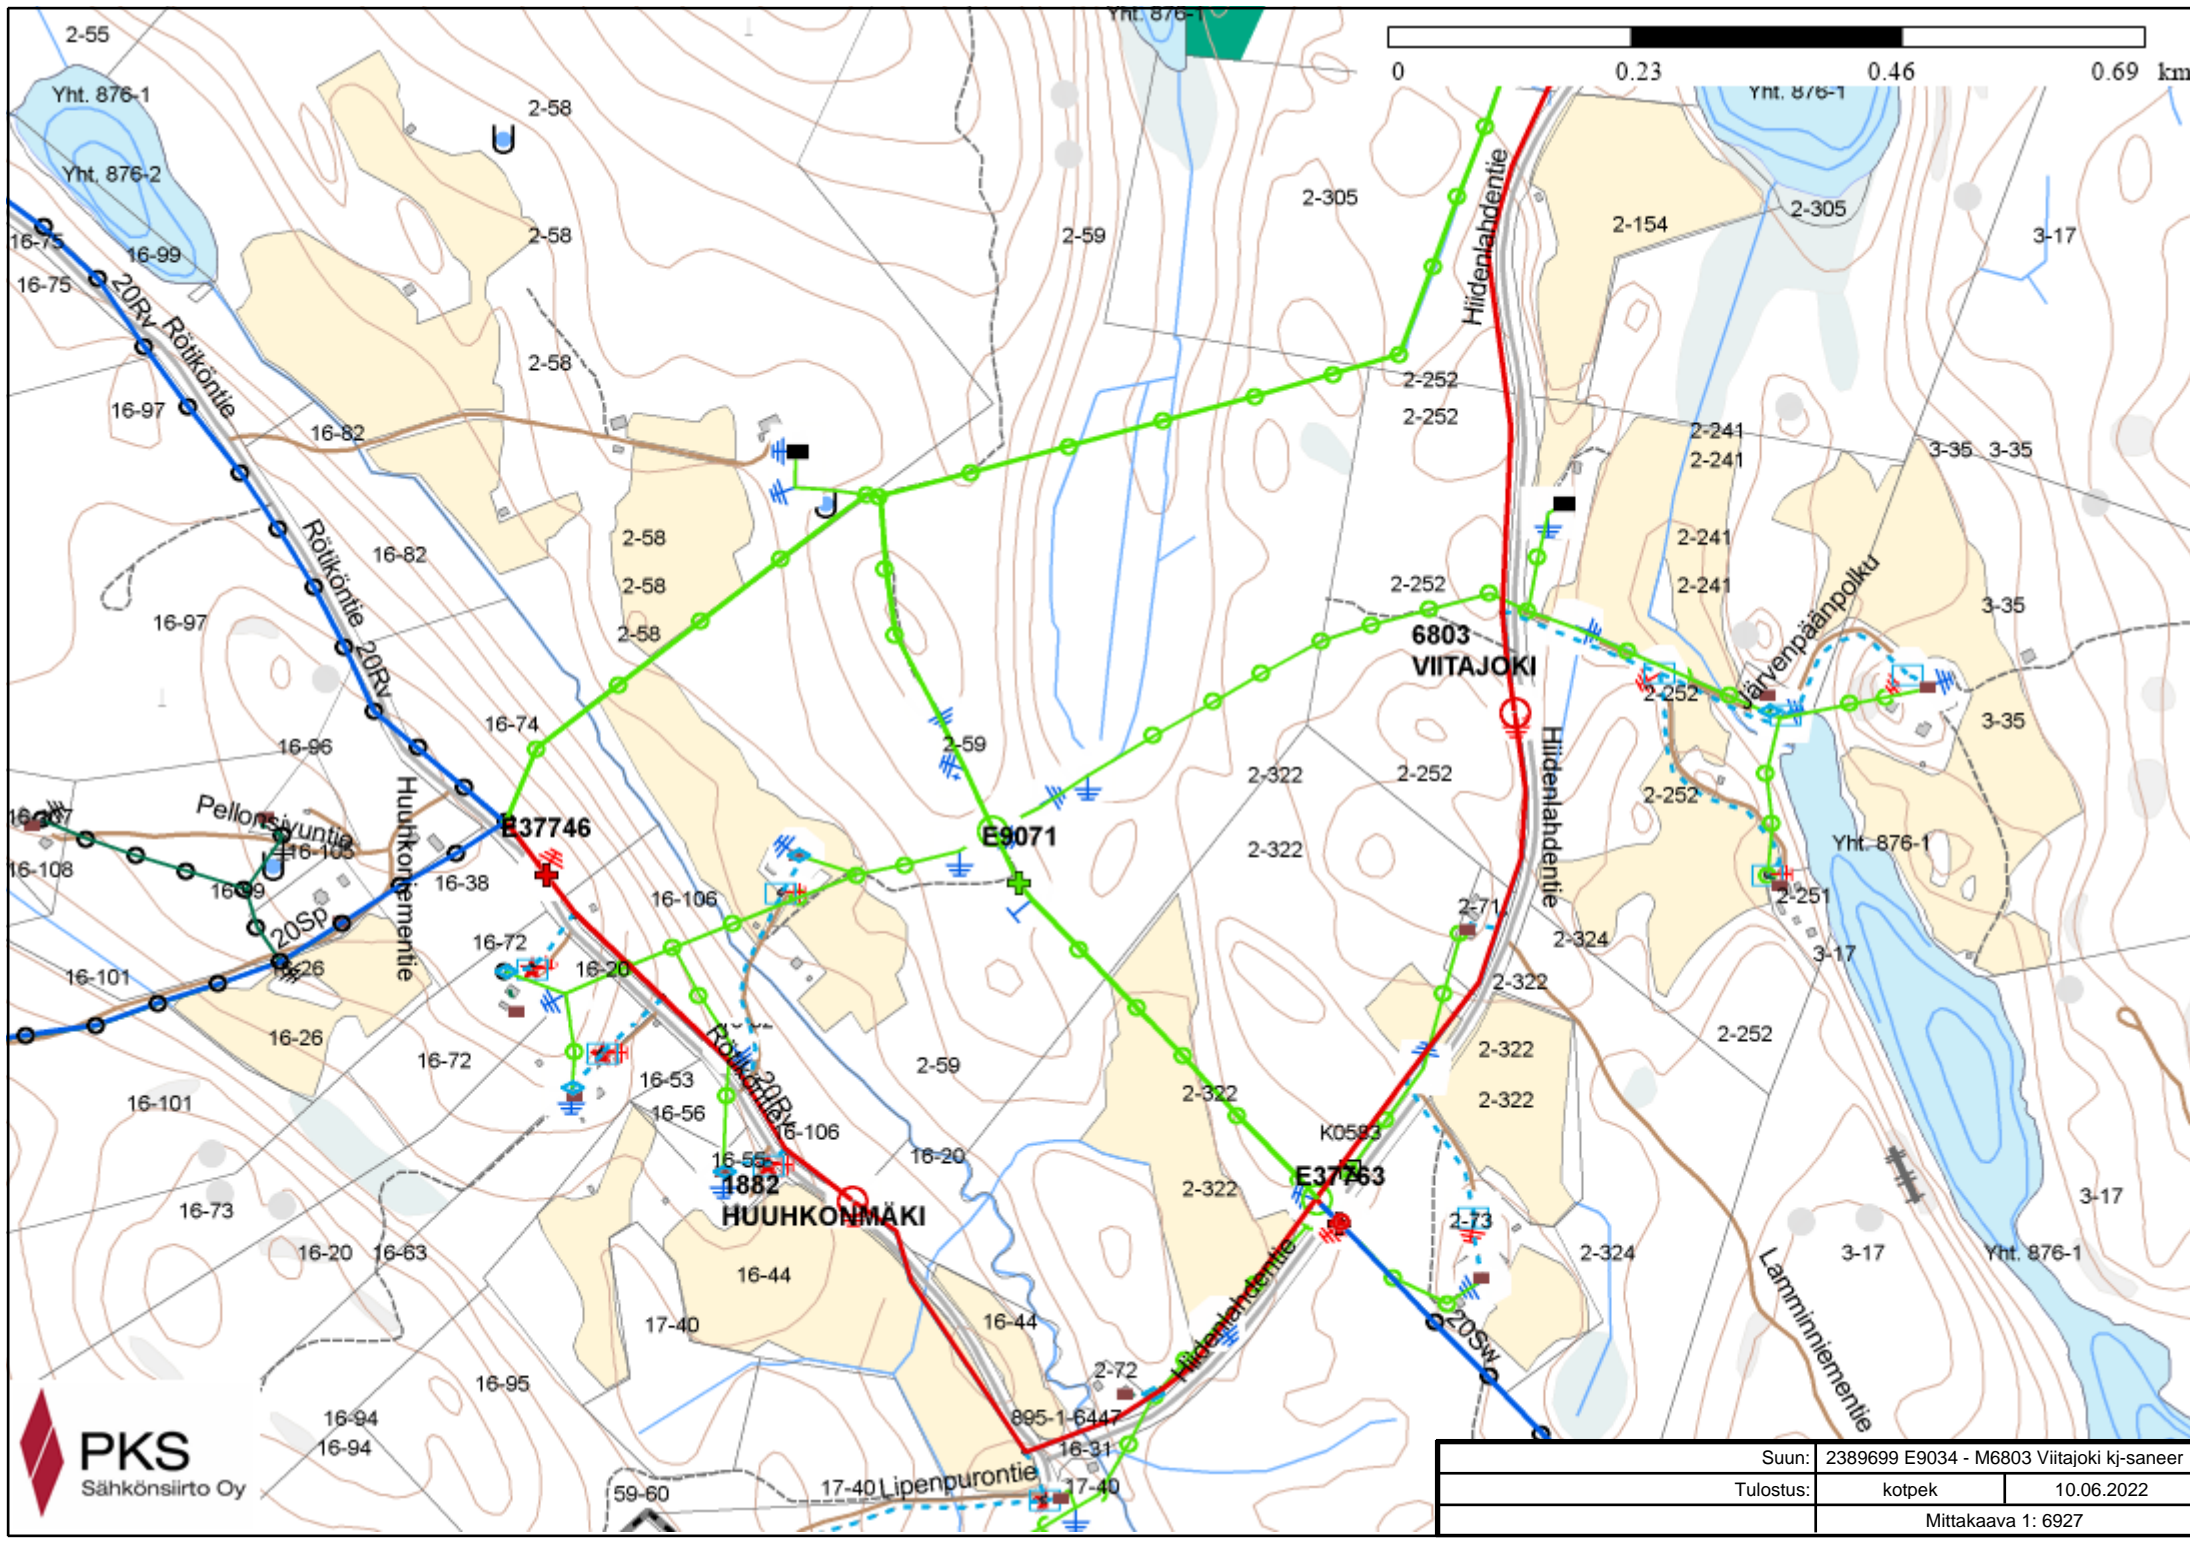 2-55
Yht. 876-1
0 0.23 0.46 0.69 km
Yht. 876-1
Yht. 876-1
2-58
Yht. 876-2
2-305
2-154
2-305
16-75
16-99
2-58
2-59
3-17
16-75
20Rv
Rötiköntie
Hiidenlahdentie
2-58
2-252
2-252
16-97
16-82
2-241
2-241
3-35
3-35
Rötiköntie
16-82
2-58
2-58
2-58
2-241
2-241
2-252
3-35
16-97
20Rv
6803
VIITAJOKI
Järvenpäänpolku
2-252
3-35
16-74
16-96
2-59
2-322
2-252
Hiidenlahdentie
2-252
Pellonsivuntie
Huuhkonjementie
E37746
E9071
2-322
Yht. 876-1
16-108
16-38
16-106
2-71
2-251
20Sp
16-72
16-20
2-324
3-17
16-101
16-26
2-322
16-26
16-72
Rötiköntie
20Rv
2-59
2-322
2-252
16-101
16-53
16-56
16-106
2-322
2-322
K0583
16-55
16-20
1882
HUUHKONMÄKI
E37763
2-322
16-73
3-17
16-20
16-63
2-73
2-324
3-17
Yht. 876-1
16-44
Hiidenlahdentie
Lamminniementie
17-40
16-44
20Sw
16-95
2-72
16-94
16-94
895-1-6447
16-31
17-40
Lipenpurontie
17-40
59-60
PKS
Sähkönsiirto Oy
Suun: 2389699 E9034 - M6803 Viitajoki kj-saneer
Tulostus: kotpek 10.06.2022
Mittakaava 1: 6927